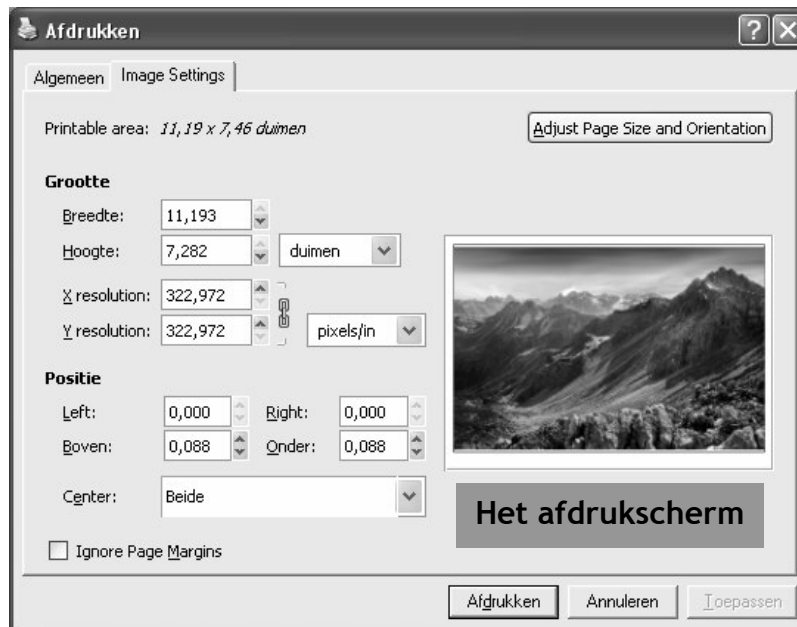 Afdrukken
Algemeen Image Settings
Printable area: 11,19 x 7,46 duimen Adjust Page Size and Orientation
Grootte
Breedte: 11,193
Hoogte: 7,282 duimen
X resolution: 322,972
Y resolution: 322,972 pixels/in
Positie
Left: 0,000 Right: 0,000
Boven: 0,088 Onder: 0,088
Center: Beide
Het afdrukscherm
Ignore Page Margins
Afdrukken Annuleren Toepassen